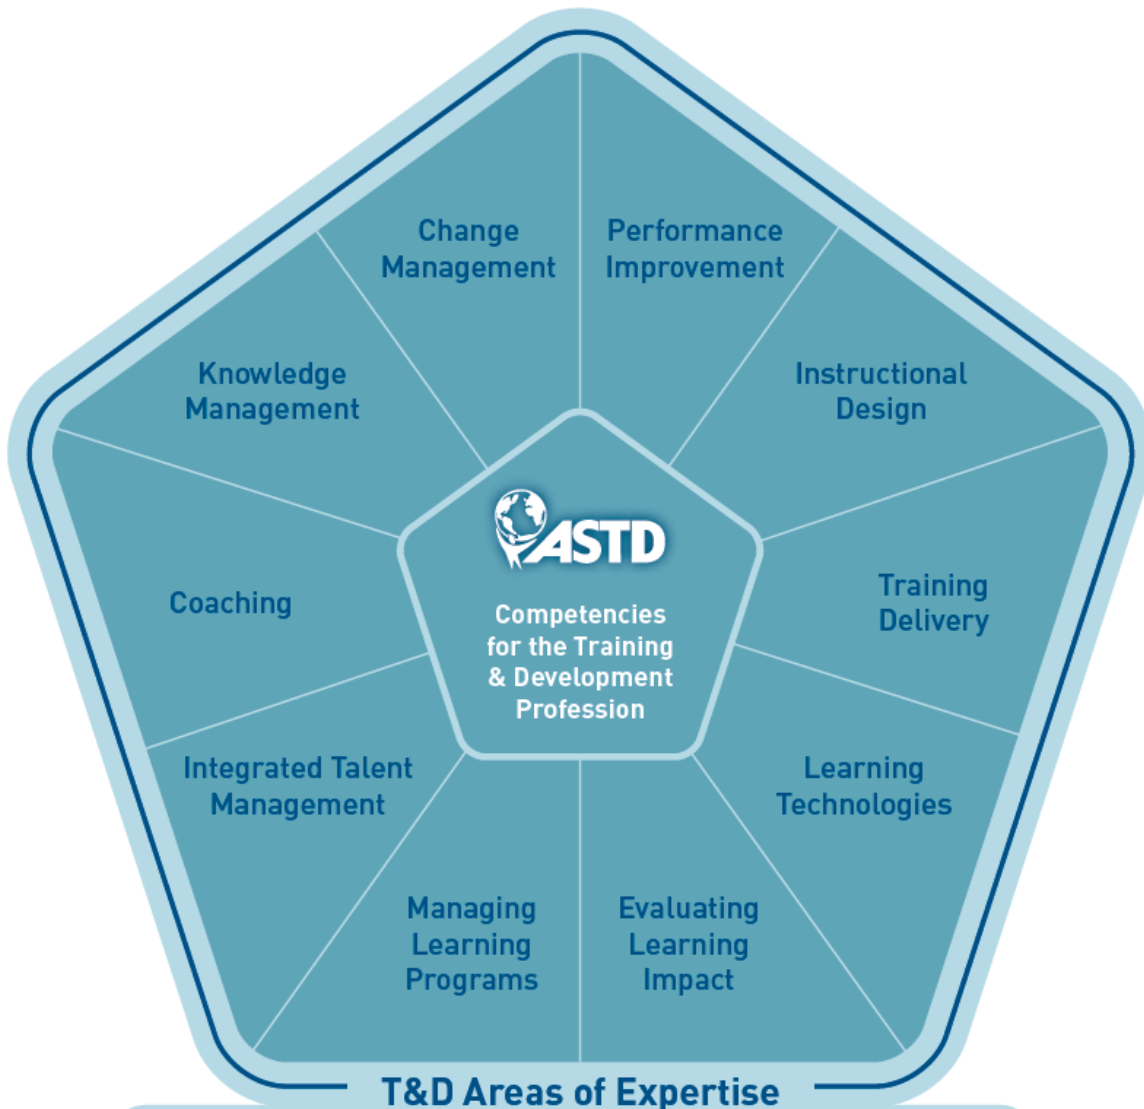 Change
Management
Performance
Improvement
Knowledge
Management
Instructional
Design
ASTD
Competencies
for the Training
& Development
Profession
Coaching
Training
Delivery
Integrated Talent
Management
Learning
Technologies
Managing
Learning
Programs
Evaluating
Learning
Impact
T&D Areas of Expertise